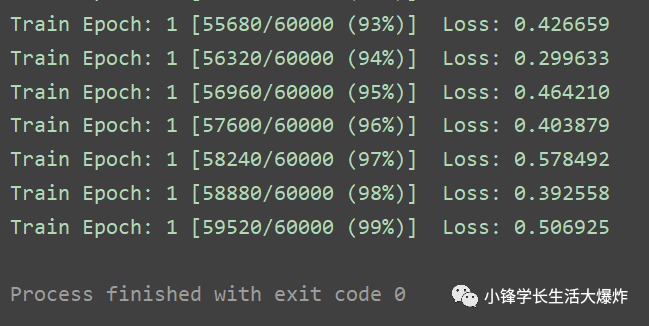 Train Epoch: 1 [55680/60000 (93%)]  Loss: 0.426659
Train Epoch: 1 [56320/60000 (94%)]  Loss: 0.299633
Train Epoch: 1 [56960/60000 (95%)]  Loss: 0.464210
Train Epoch: 1 [57600/60000 (96%)]  Loss: 0.403879
Train Epoch: 1 [58240/60000 (97%)]  Loss: 0.578492
Train Epoch: 1 [58880/60000 (98%)]  Loss: 0.392558
Train Epoch: 1 [59520/60000 (99%)]  Loss: 0.506925
Process finished with exit code 0
小锋学长生活大爆炸